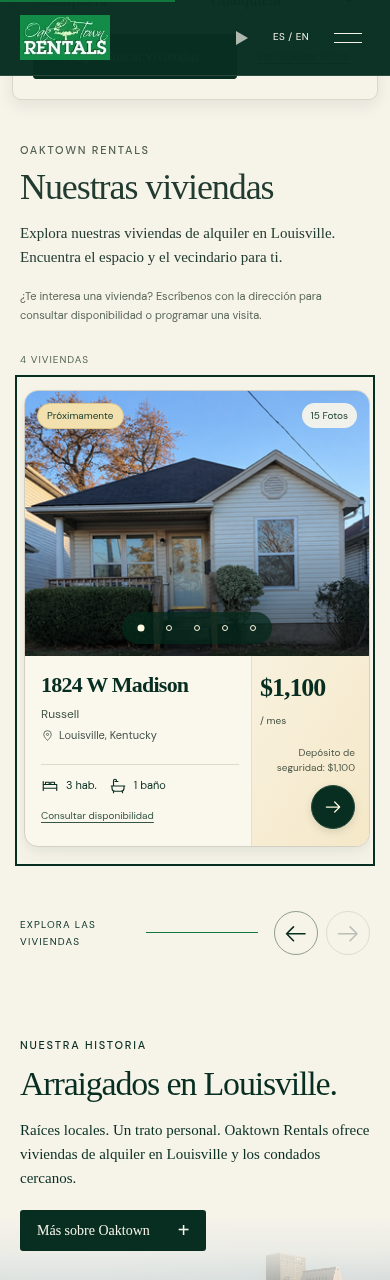 Oak Town
RENTALS
ES / EN
OAKTOWN RENTALS
Nuestras viviendas
Explora nuestras viviendas de alquiler en Louisville.
Encuentra el espacio y el vecindario para ti.
¿Te interesa una vivienda? Escríbenos con la dirección para
consultar disponibilidad o programar una visita.
4 VIVIENDAS
Próximamente
15 Fotos
1824 W Madison
Russell
Louisville, Kentucky
3 hab.
1 baño
Consultar disponibilidad
$1,100
/ mes
Depósito de
seguridad: $1,100
EXPLORA LAS
VIVIENDAS
NUESTRA HISTORIA
Arraigados en Louisville.
Raíces locales. Un trato personal. Oaktown Rentals ofrece
viviendas de alquiler en Louisville y los condados
cercanos.
Más sobre Oaktown +